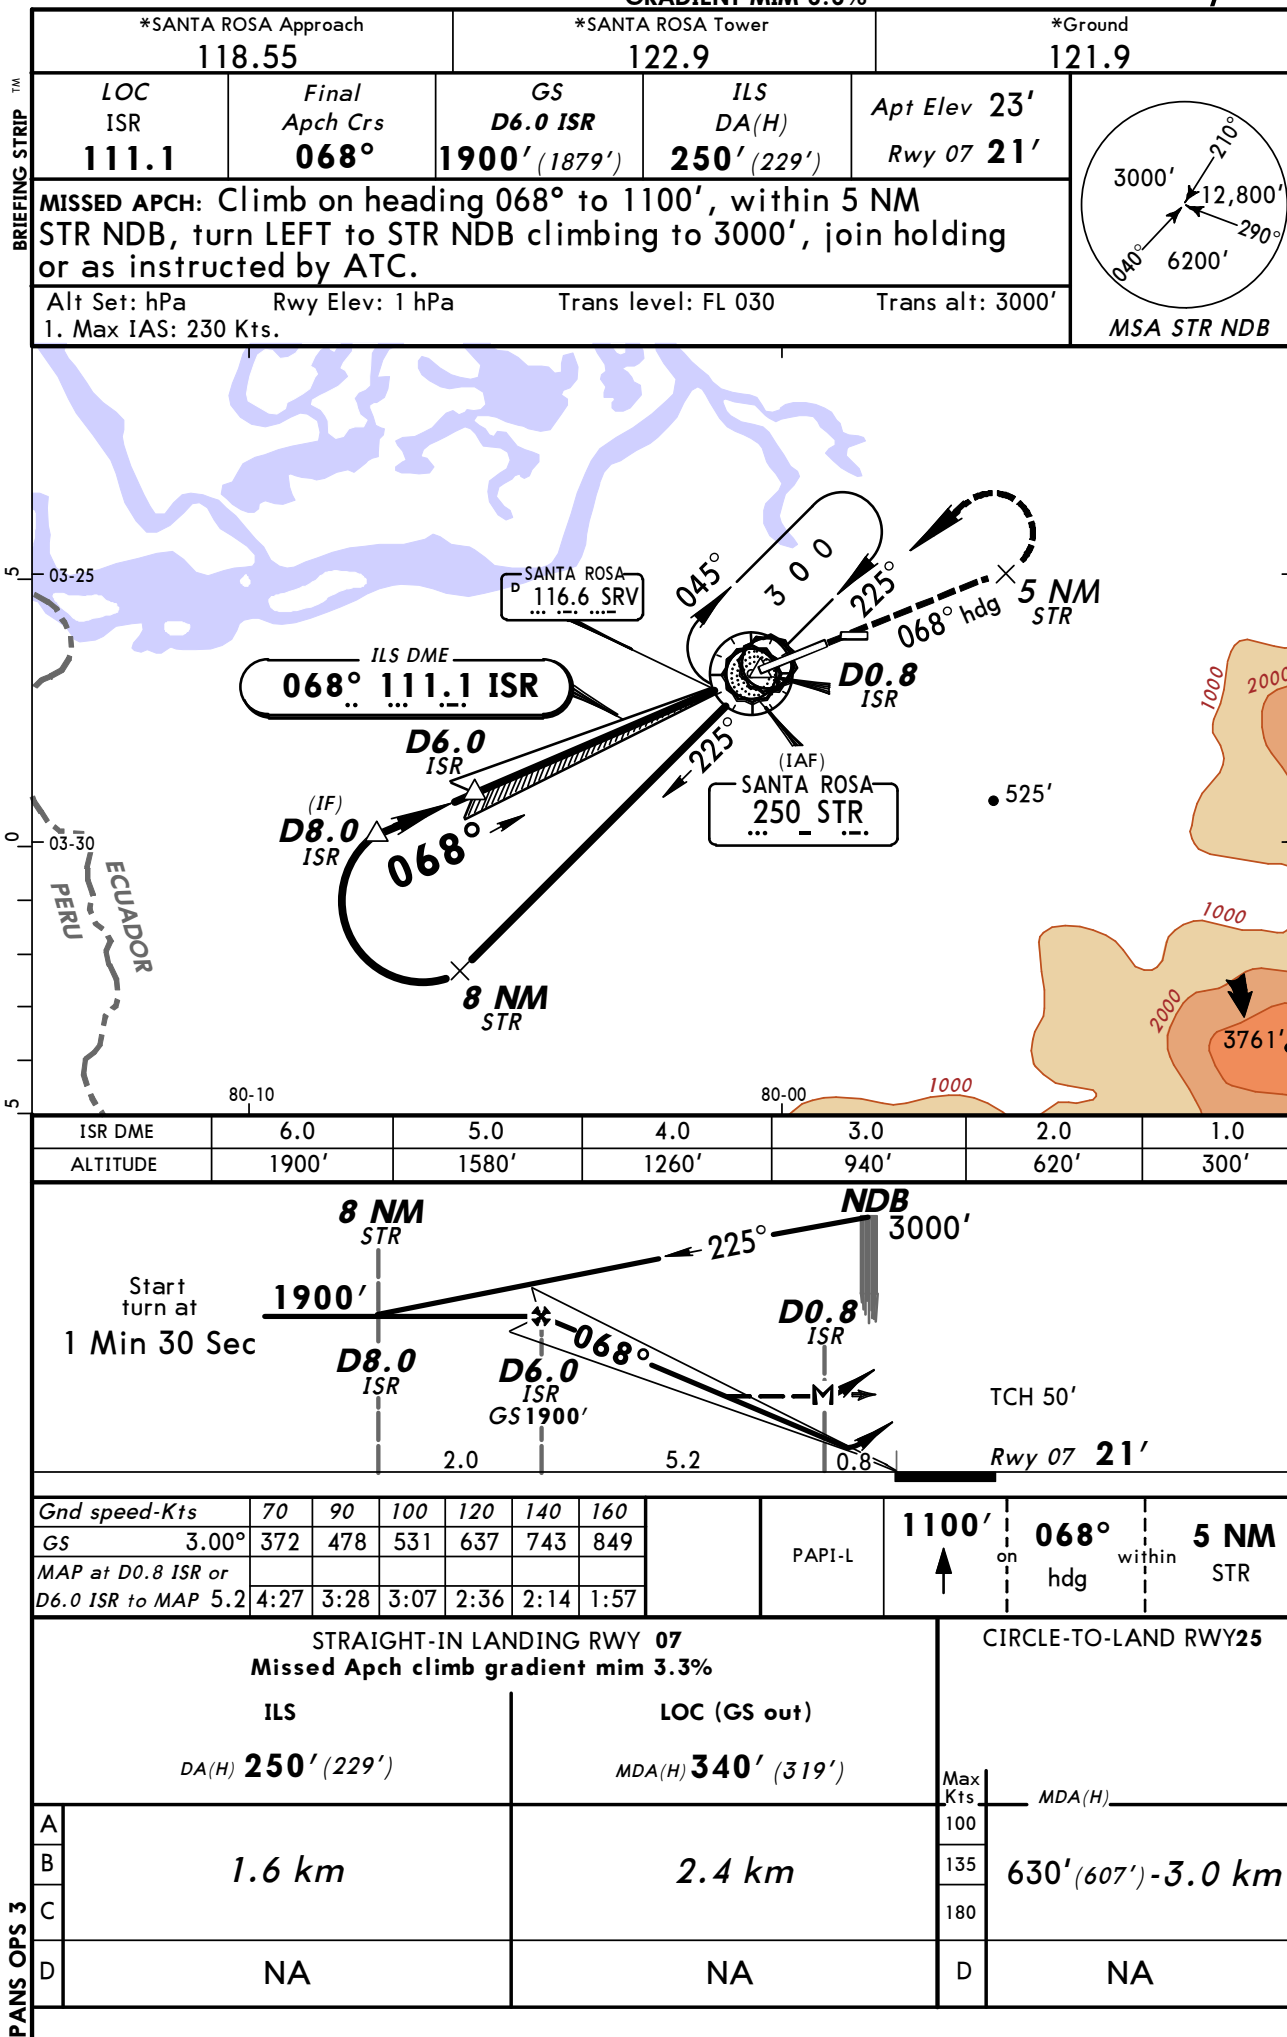 *SANTA ROSA Approach
118.55
*SANTA ROSA Tower
122.9
*Ground
121.9
BRIEFING STRIP TM
LOC
ISR
111.1
Final
Apch Crs
068°
GS
D6.0 ISR
1900' (1879')
ILS
DA(H)
250' (229')
Apt Elev 23'
Rwy 07 21'
MISSED APCH: Climb on heading 068° to 1100', within 5 NM
STR NDB, turn LEFT to STR NDB climbing to 3000', join holding
or as instructed by ATC.
Alt Set: hPa Rwy Elev: 1 hPa Trans level: FL 030 Trans alt: 3000'
1. Max IAS: 230 Kts.
210°
3000'
12,800'
290°
040°
6200'
MSA STR NDB
5
03-25
SANTA ROSA
D 116.6 SRV
045°
300
225°
5 NM
STR
068° hdg
ILS DME
068° 111.1 ISR
D0.8
ISR
1000
2000
D6.0
ISR
225°
(IAF)
SANTA ROSA
250 STR
525'
(IF)
D8.0
ISR
068°
0
03-30
ECUADOR
PERU
8 NM
STR
1000
2000
3761'
5
80-10
80-00
1000
ISR DME 6.0 5.0 4.0 3.0 2.0 1.0
ALTITUDE 1900' 1580' 1260' 940' 620' 300'
8 NM
STR
NDB
3000'
225°
Start
turn at
1 Min 30 Sec
1900'
D8.0
ISR
068°
D6.0
ISR
GS 1900'
D0.8
ISR
M
TCH 50'
2.0
5.2
0.8
Rwy 07 21'
Gnd speed-Kts 70 90 100 120 140 160
GS 3.00° 372 478 531 637 743 849
MAP at D0.8 ISR or
D6.0 ISR to MAP 5.2 4:27 3:28 3:07 2:36 2:14 1:57
PAPI-L
1100'
on
068°
hdg
within
5 NM
STR
STRAIGHT-IN LANDING RWY 07
Missed Apch climb gradient mim 3.3%
CIRCLE-TO-LAND RWY25
ILS
LOC (GS out)
DA(H) 250' (229')
MDA(H) 340' (319')
Max
Kts
MDA(H)
A
B
C
D
1.6 km
2.4 km
100
135
180
630' (607') - 3.0 km
NA
NA
D
NA
PANS OPS 3